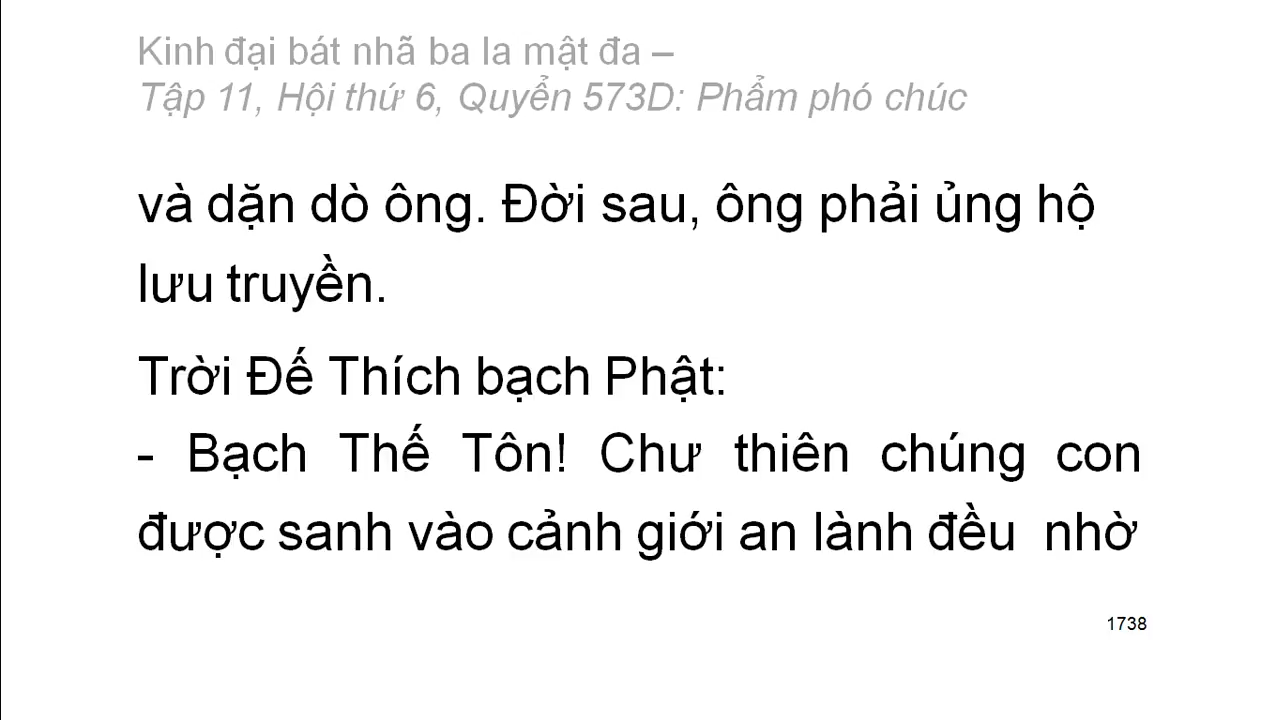 Kinh đại bát nhã ba la mật đa –
Tập 11, Hội thứ 6, Quyển 573D: Phẩm phó chúc
và dặn dò ông. Đời sau, ông phải ủng hộ
lưu truyền.
Trời Đế Thích bạch Phật:
- Bạch Thế Tôn! Chư thiên chúng con
được sanh vào cảnh giới an lành đều nhờ
1738